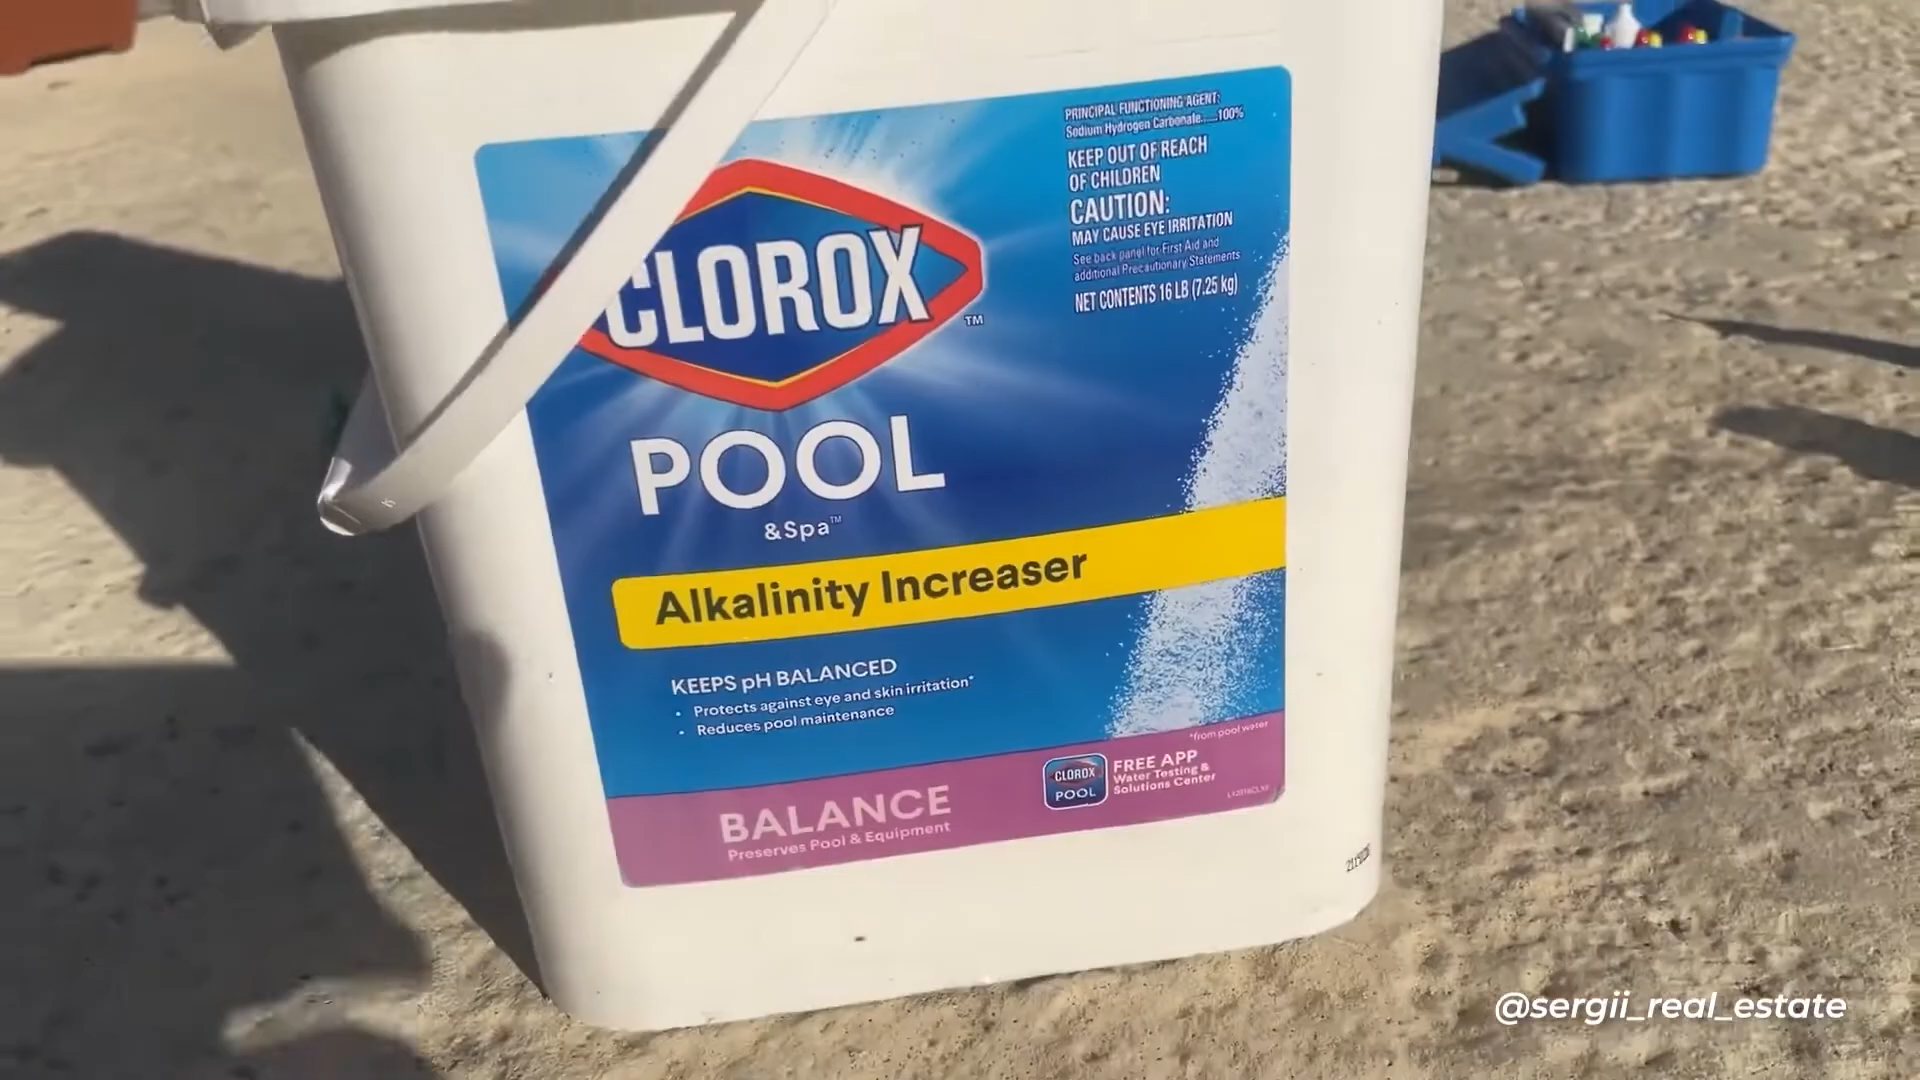 PRINCIPAL FUNCTIONING AGENT:
Sodium Hydrogen Carbonate.....100%
KEEP OUT OF REACH
OF CHILDREN
CAUTION:
MAY CAUSE EYE IRRITATION
See back panel for First Aid and
additional Precautionary Statements
NET CONTENTS 16 LB (7.25 kg)
CLOROX™
POOL
&Spa™
Alkalinity Increaser
KEEPS pH BALANCED
• Protects against eye and skin irritation*
• Reduces pool maintenance
*from pool water
BALANCE
Preserves Pool & Equipment
CLOROX
POOL
FREE APP
Water Testing &
Solutions Center
@sergii_real_estate